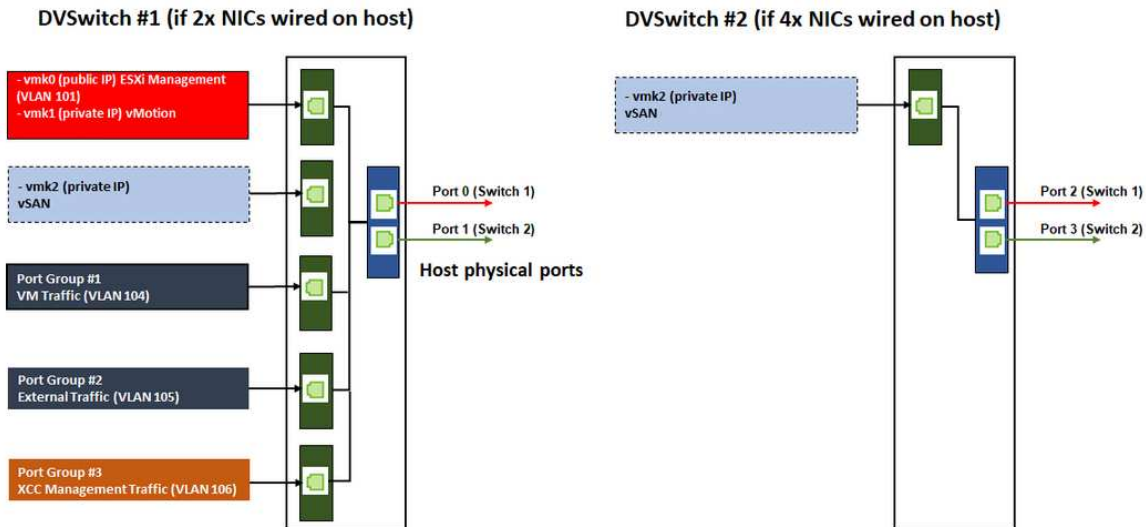 DVSwitch #1 (if 2x NICs wired on host)
- vmk0 (public IP) ESXi Management
(VLAN 101)
- vmk1 (private IP) vMotion
- vmk2 (private IP)
vSAN
Port Group #1
VM Traffic (VLAN 104)
Port Group #2
External Traffic (VLAN 105)
Port Group #3
XCC Management Traffic (VLAN 106)
Port 0 (Switch 1)
Port 1 (Switch 2)
Host physical ports
DVSwitch #2 (if 4x NICs wired on host)
- vmk2 (private IP)
vSAN
Port 2 (Switch 1)
Port 3 (Switch 2)